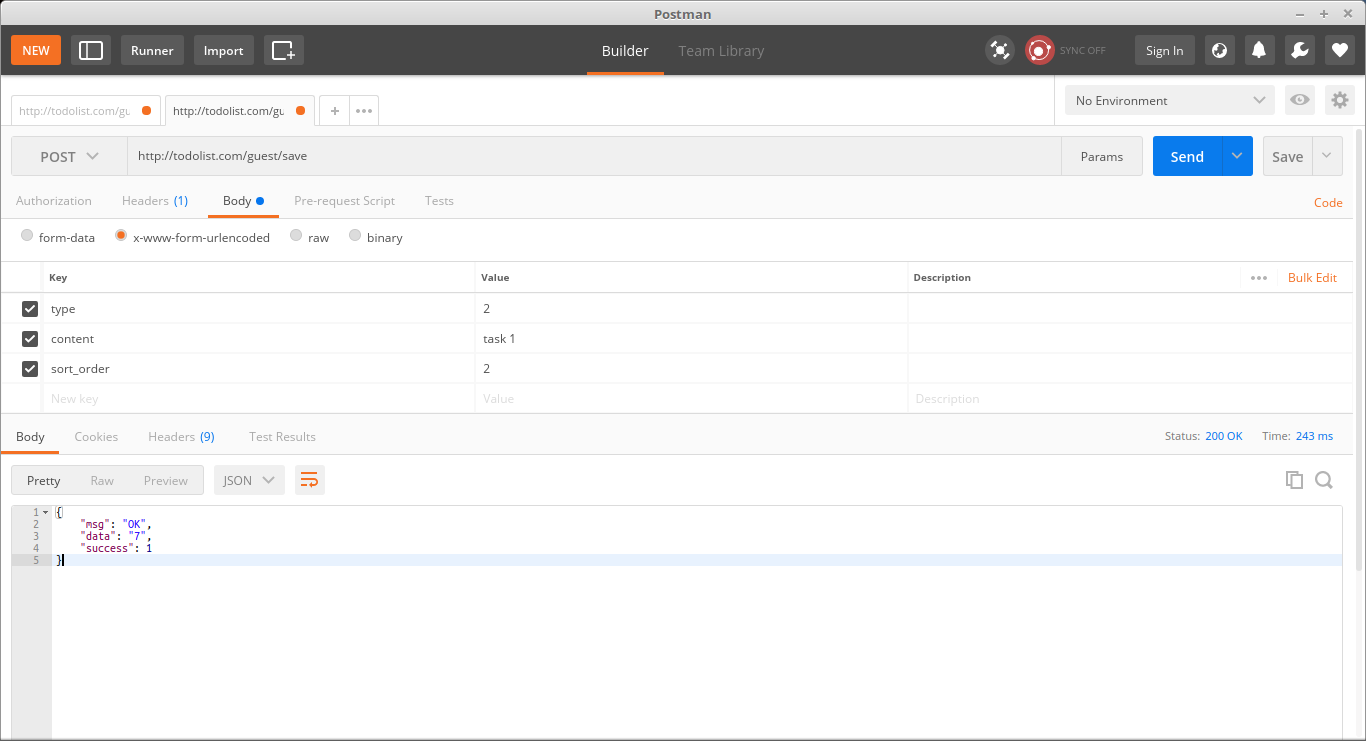 Postman
NEW Runner Import Builder Team Library SYNC OFF Sign In
http://todolist.com/gu http://todolist.com/gu + ••• No Environment
POST http://todolist.com/guest/save Params Send Save
Authorization Headers (1) Body Pre-request Script Tests Code
form-data x-www-form-urlencoded raw binary
Key Value Description ••• Bulk Edit
type 2
content task 1
sort_order 2
New key Value Description
Body Cookies Headers (9) Test Results Status: 200 OK Time: 243 ms
Pretty Raw Preview JSON
1 {
2 "msg": "OK",
3 "data": "7",
4 "success": 1
5 }